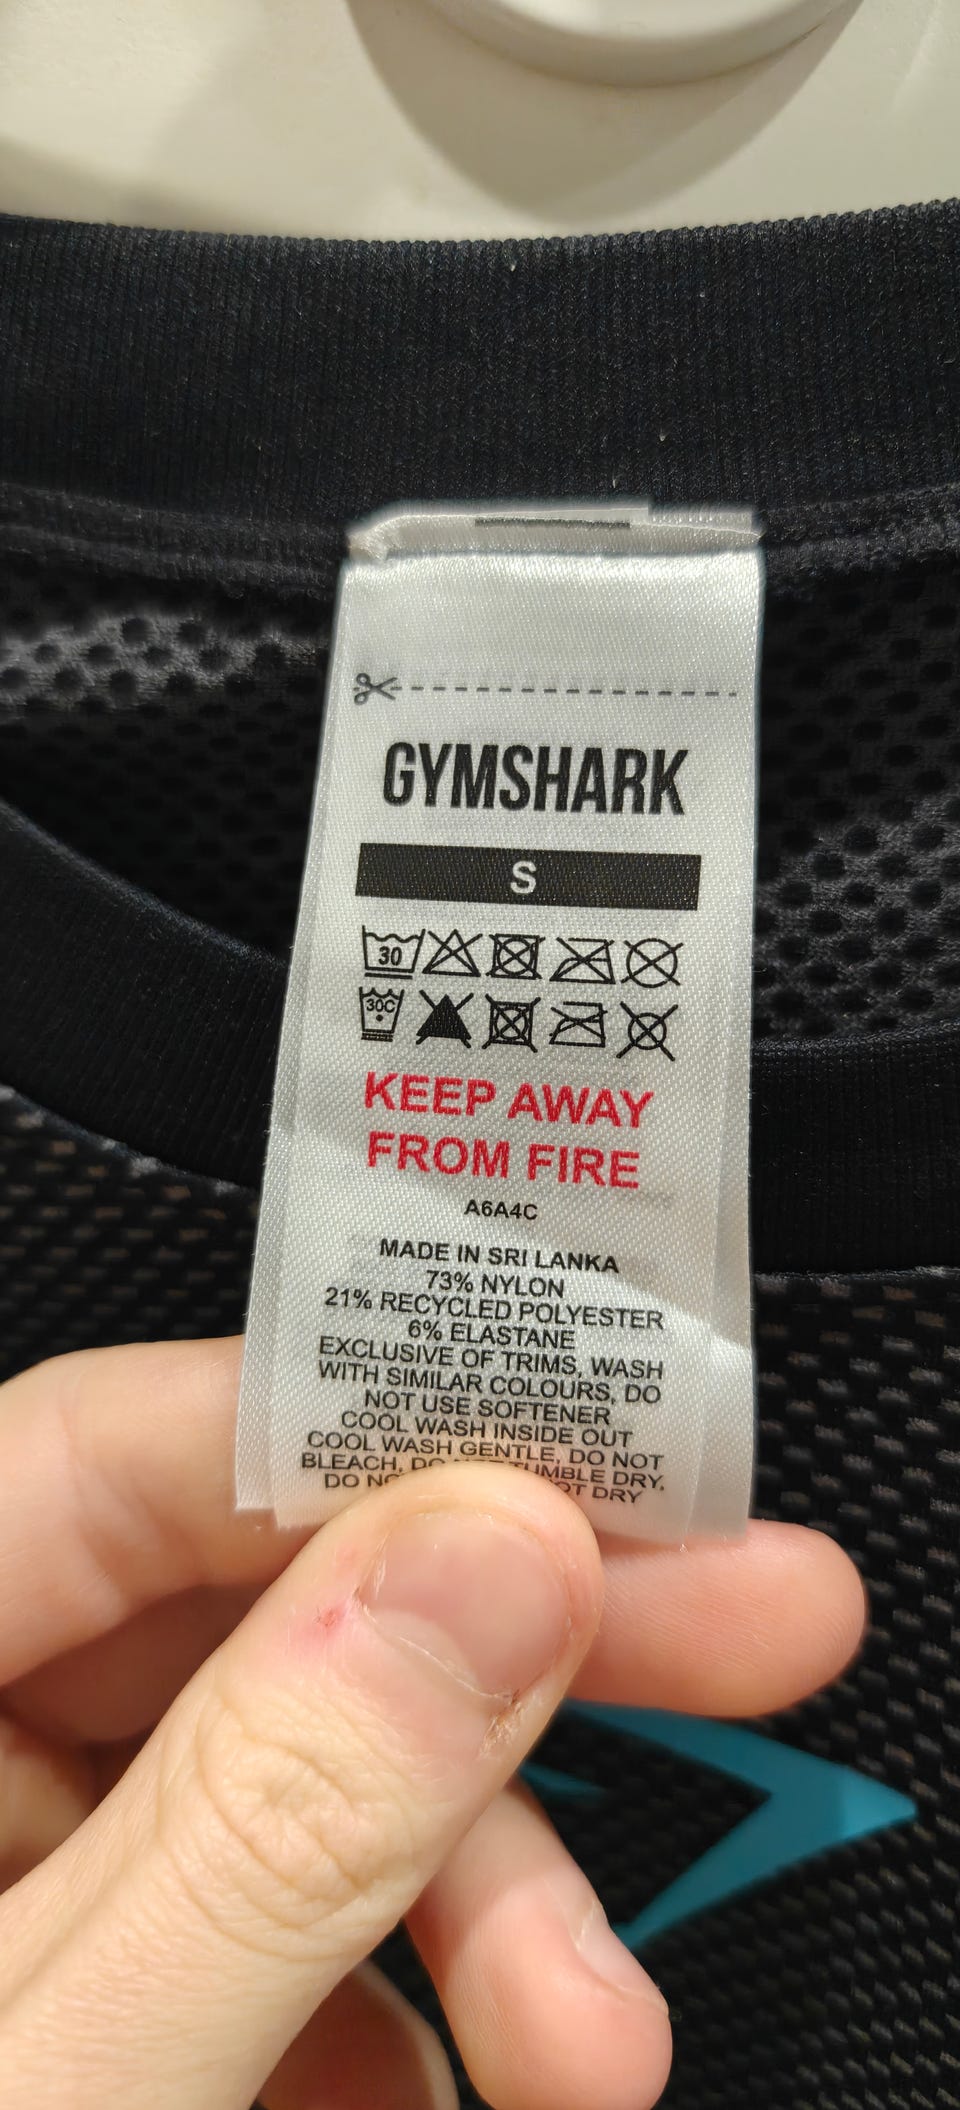 GYMSHARK
S
30
30C
KEEP AWAY
FROM FIRE
A6A4C
MADE IN SRI LANKA
73% NYLON
21% RECYCLED POLYESTER
6% ELASTANE
EXCLUSIVE OF TRIMS, WASH
WITH SIMILAR COLOURS, DO
NOT USE SOFTENER
COOL WASH INSIDE OUT
COOL WASH GENTLE, DO NOT
BLEACH, DO NOT TUMBLE DRY,
DO DRY